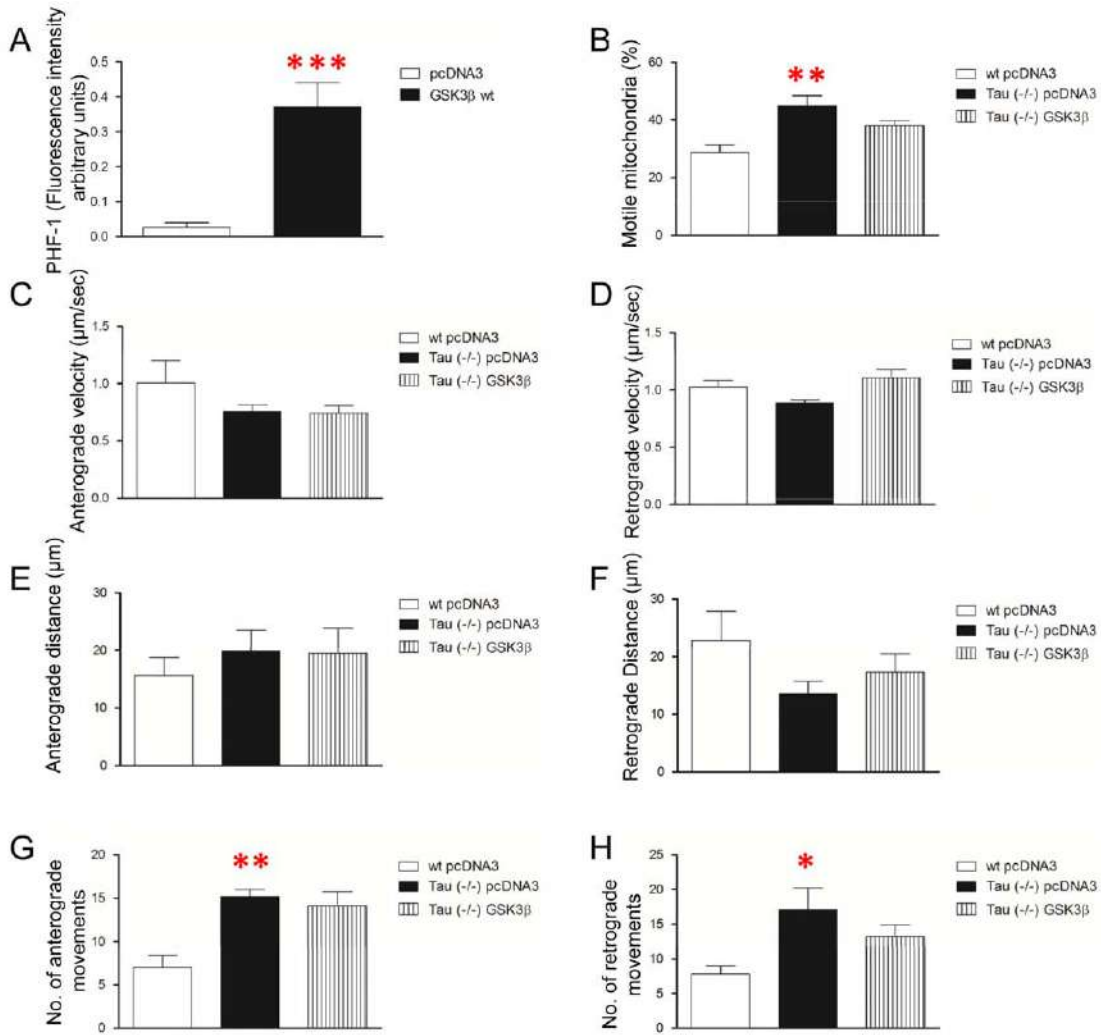 A
PHF-1 (Fluorescence intensity
arbitrary units)
0.5
0.4
0.3
0.2
0.1
0.0
***
pcDNA3
GSK3β wt
B
Motile mitochondria (%)
60
40
20
0
**
wt pcDNA3
Tau (-/-) pcDNA3
Tau (-/-) GSK3β
C
Anterograde velocity (µm/sec)
1.5
1.0
0.5
0.0
wt pcDNA3
Tau (-/-) pcDNA3
Tau (-/-) GSK3β
D
Retrograde velocity (µm/sec)
1.5
1.0
0.5
0.0
wt pcDNA3
Tau (-/-) pcDNA3
Tau (-/-) GSK3β
E
Anterograde distance (µm)
30
20
10
0
wt pcDNA3
Tau (-/-) pcDNA3
Tau (-/-) GSK3β
F
Retrograde Distance (µm)
30
20
10
0
wt pcDNA3
Tau (-/-) pcDNA3
Tau (-/-) GSK3β
G
No. of anterograde
movements
20
15
10
5
0
**
wt pcDNA3
Tau (-/-) pcDNA3
Tau (-/-) GSK3β
H
No. of retrograde
movements
25
20
15
10
5
0
*
wt pcDNA3
Tau (-/-) pcDNA3
Tau (-/-) GSK3β